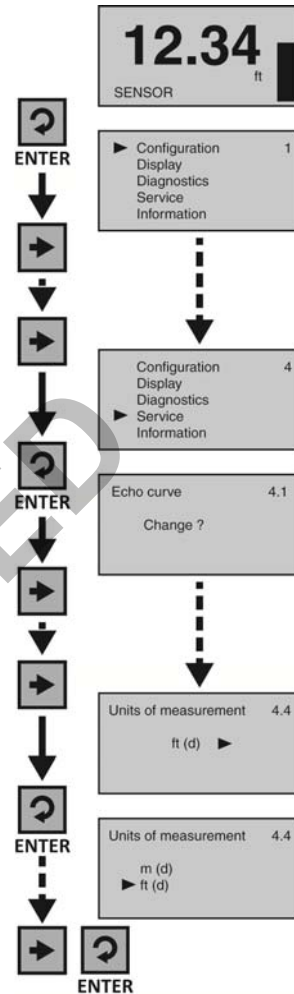 12.34
ft
SENSOR
ENTER
Configuration 1
Display
Diagnostics
Service
Information
Configuration 4
Display
Diagnostics
Service
Information
ENTER
Echo curve 4.1
Change ?
Units of measurement 4.4
ft (d)
ENTER
Units of measurement 4.4
m (d)
ft (d)
ENTER